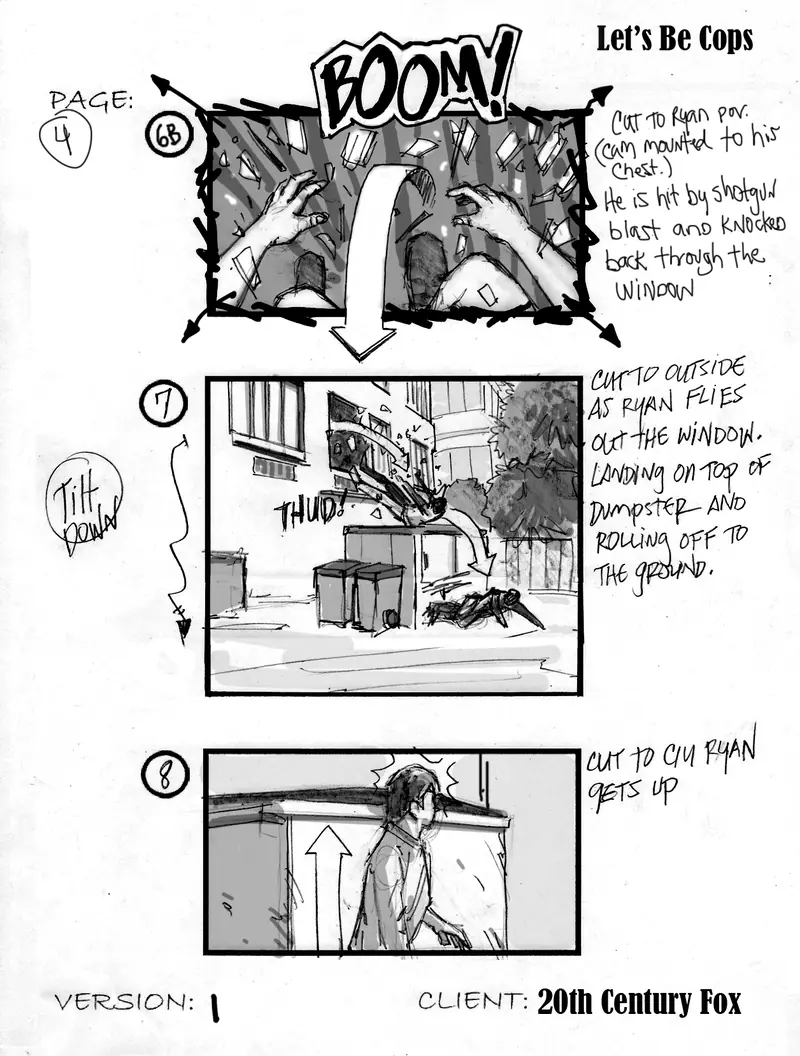 Let's Be Cops
PAGE:
4
BOOM!
6B
CUT TO RYAN POV.
(CAM MOUNTED TO HIS
CHEST.)
HE IS HIT BY SHOTGUN
BLAST AND KNOCKED
BACK THROUGH THE
WINDOW
7
TILT
DOWN
THUD!
CUT TO OUTSIDE
AS RYAN FLIES
OUT THE WINDOW.
LANDING ON TOP OF
DUMPSTER AND
ROLLING OFF TO
THE GROUND.
8
CUT TO C/U RYAN
GETS UP
VERSION: 1
CLIENT: 20th Century Fox